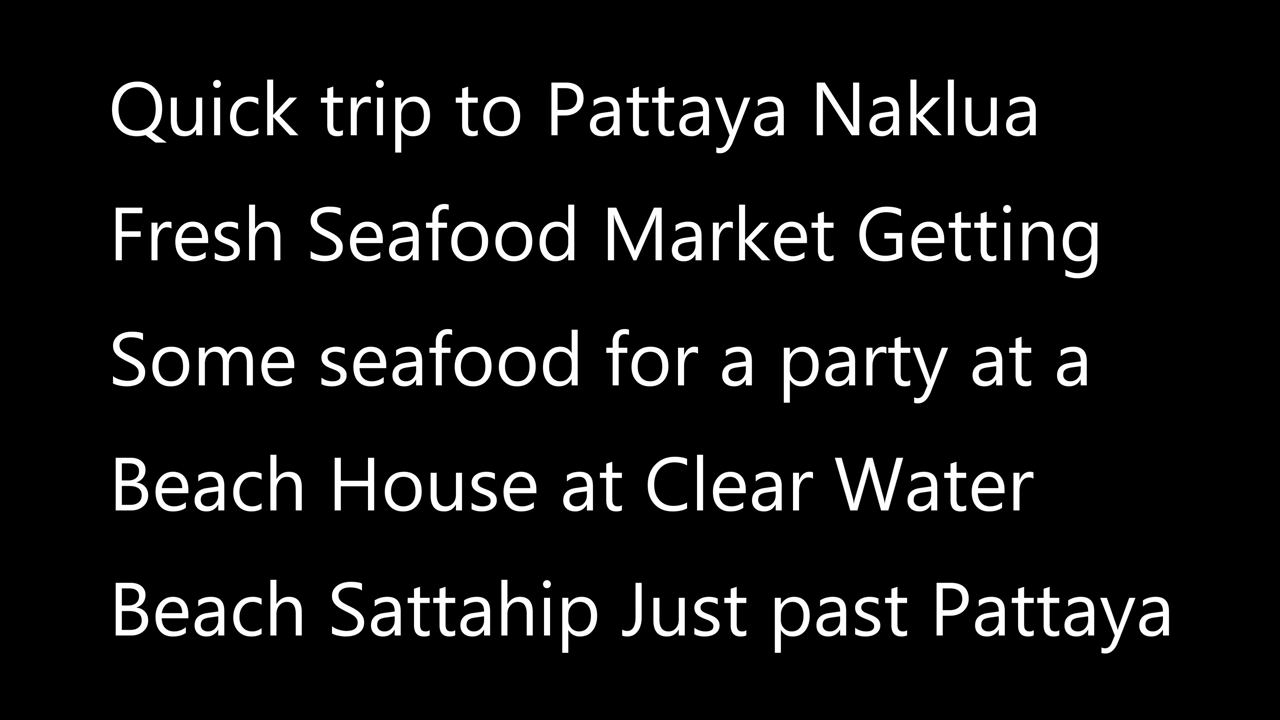 Quick trip to Pattaya Naklua
Fresh Seafood Market Getting
Some seafood for a party at a
Beach House at Clear Water
Beach Sattahip Just past Pattaya